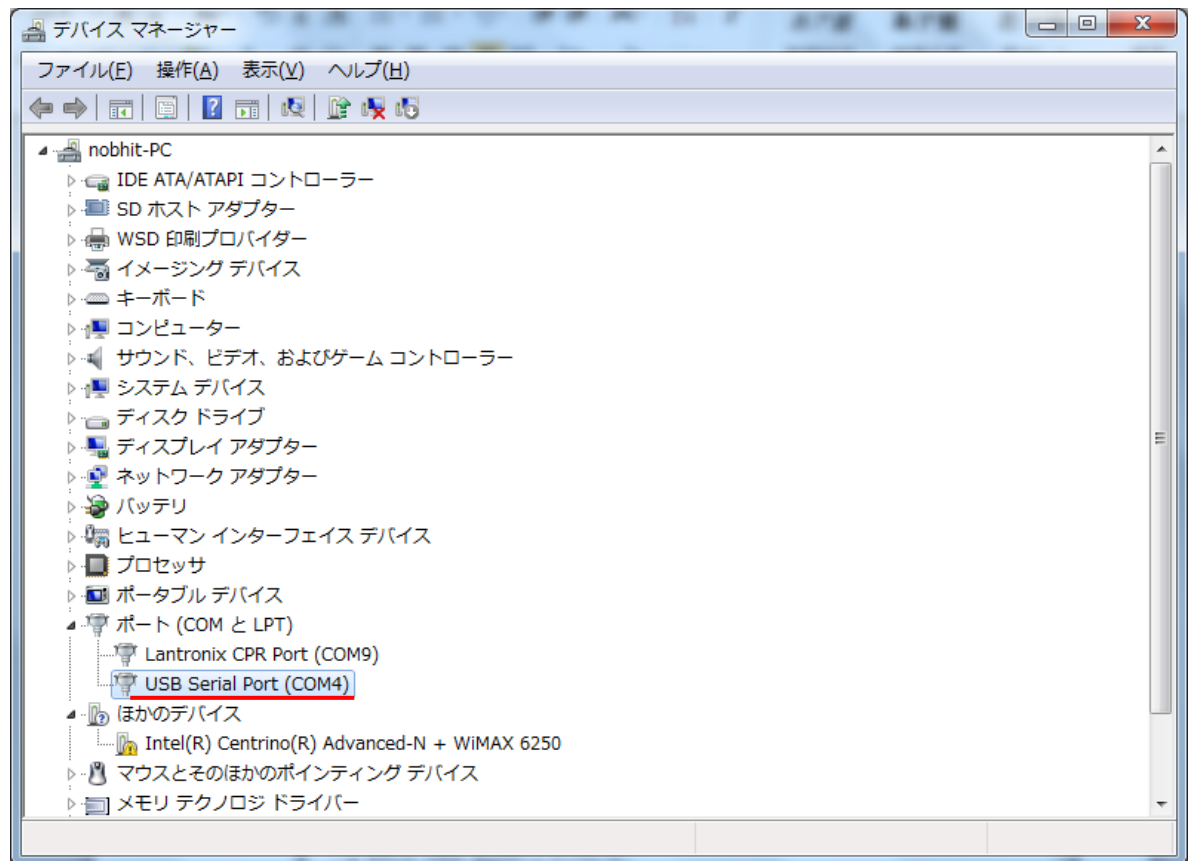 デバイス マネージャー
ファイル(F) 操作(A) 表示(V) ヘルプ(H)
nobhit-PC
IDE ATA/ATAPI コントローラー
SD ホスト アダプター
WSD 印刷プロバイダー
イメージング デバイス
キーボード
コンピューター
サウンド、ビデオ、およびゲーム コントローラー
システム デバイス
ディスク ドライブ
ディスプレイ アダプター
ネットワーク アダプター
バッテリ
ヒューマン インターフェイス デバイス
プロセッサ
ポータブル デバイス
ポート (COM と LPT)
Lantronix CPR Port (COM9)
USB Serial Port (COM4)
ほかのデバイス
Intel(R) Centrino(R) Advanced-N + WiMAX 6250
マウスとそのほかのポインティング デバイス
メモリ テクノロジ ドライバー